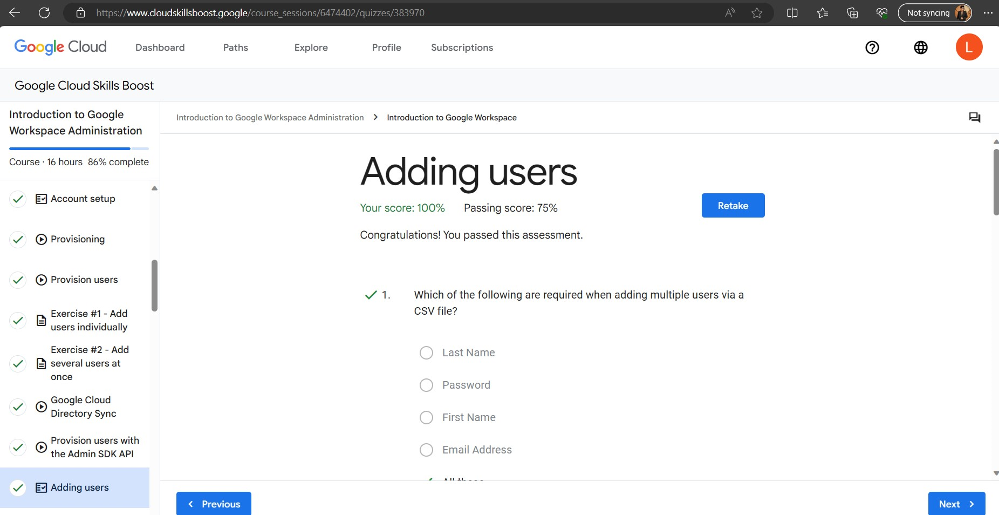 https://www.cloudskillsboost.google/course_sessions/6474402/quizzes/383970
Not syncing
Google Cloud
Dashboard
Paths
Explore
Profile
Subscriptions
L
Google Cloud Skills Boost
Introduction to Google
Workspace Administration
Course · 16 hours 86% complete
Account setup
Provisioning
Provision users
Exercise #1 - Add
users individually
Exercise #2 - Add
several users at
once
Google Cloud
Directory Sync
Provision users with
the Admin SDK API
Adding users
Introduction to Google Workspace Administration > Introduction to Google Workspace
Adding users
Your score: 100% Passing score: 75%
Retake
Congratulations! You passed this assessment.
1. Which of the following are required when adding multiple users via a
CSV file?
Last Name
Password
First Name
Email Address
Previous
Next